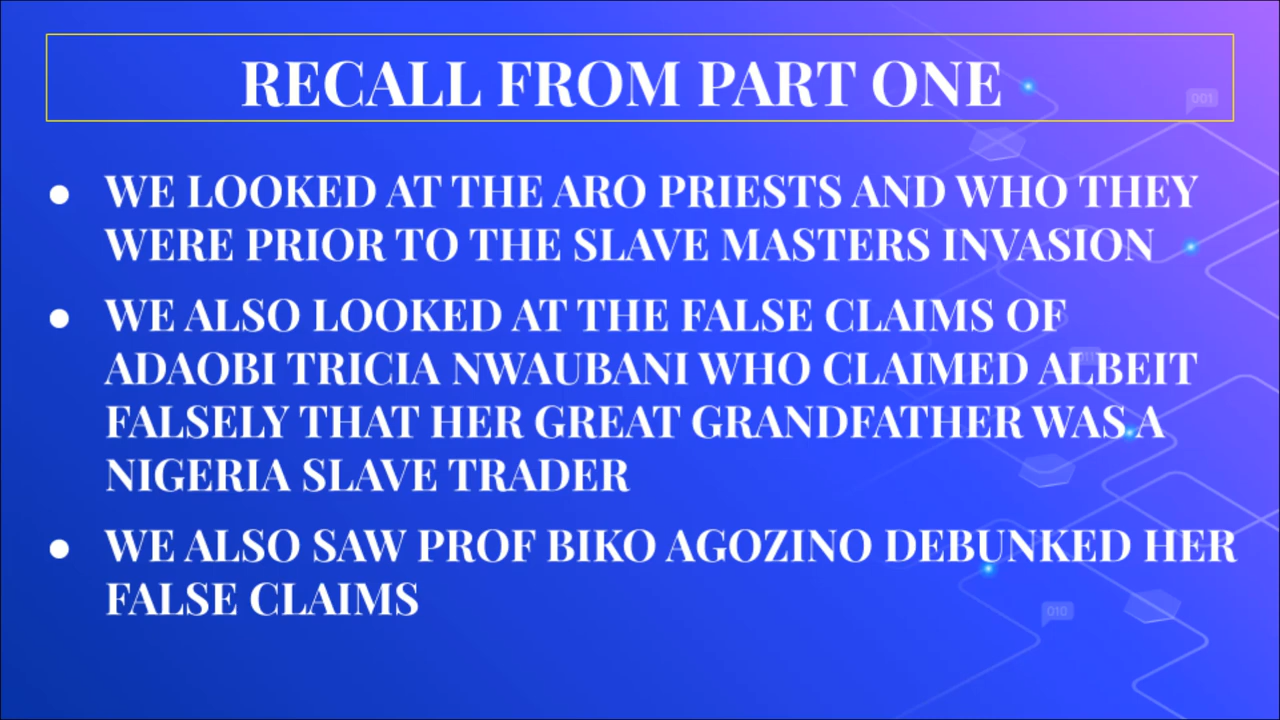 RECALL FROM PART ONE
001
● WE LOOKED AT THE ARO PRIESTS AND WHO THEY
WERE PRIOR TO THE SLAVE MASTERS INVASION
● WE ALSO LOOKED AT THE FALSE CLAIMS OF
ADAOBI TRICIA NWAUBANI WHO CLAIMED ALBEIT
FALSELY THAT HER GREAT GRANDFATHER WAS A
NIGERIA SLAVE TRADER
● WE ALSO SAW PROF BIKO AGOZINO DEBUNKED HER
FALSE CLAIMS
010